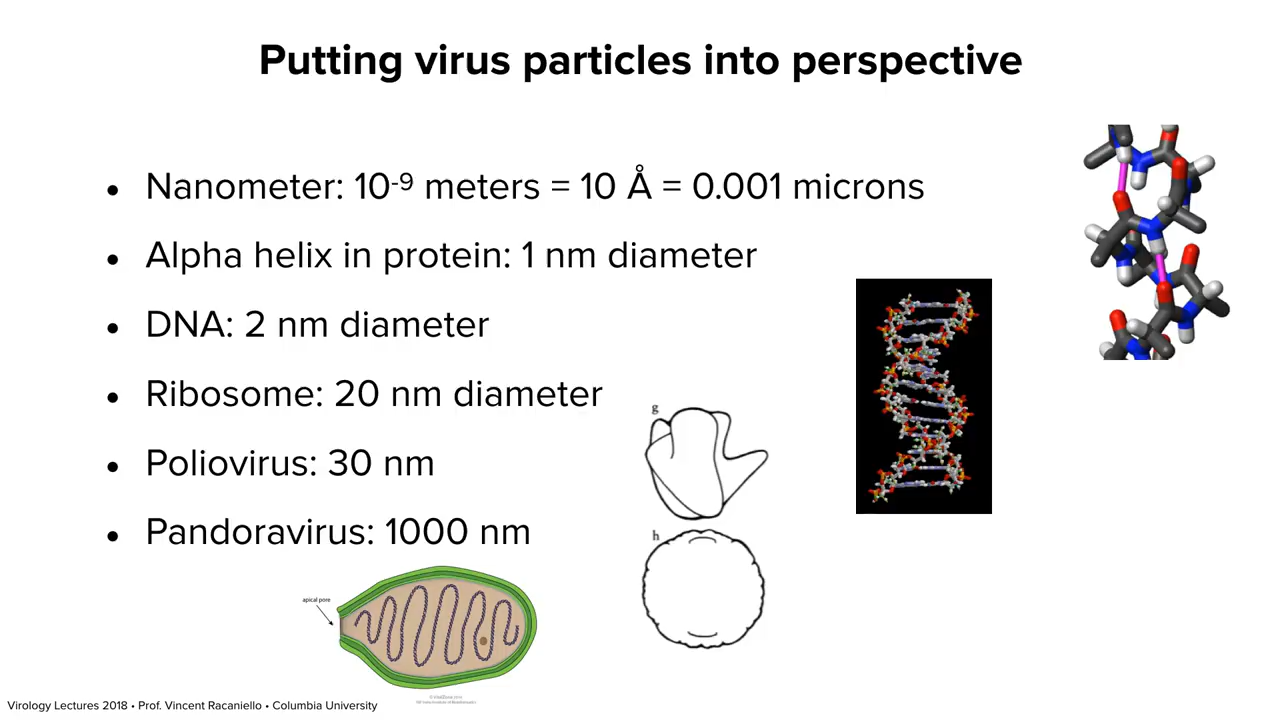 Putting virus particles into perspective
• Nanometer: 10⁻⁹ meters = 10 Å = 0.001 microns
• Alpha helix in protein: 1 nm diameter
• DNA: 2 nm diameter
• Ribosome: 20 nm diameter
g
• Poliovirus: 30 nm
• Pandoravirus: 1000 nm
h
apical pore
Virology Lectures 2018 • Prof. Vincent Racaniello • Columbia University